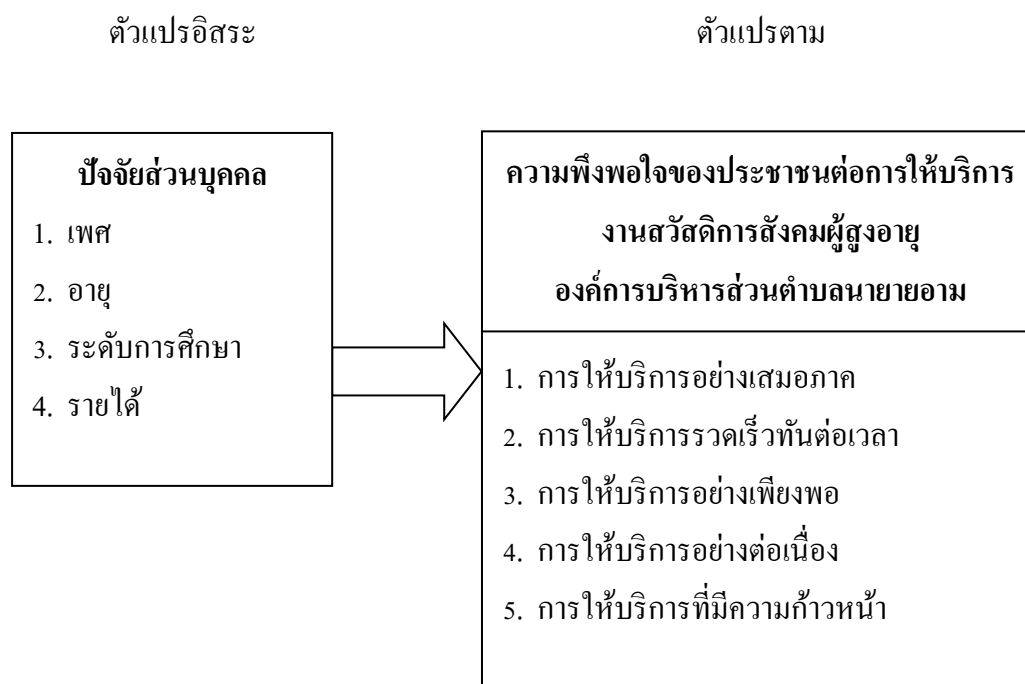 ตัวแปรอิสระ
ตัวแปรตาม
ปัจจัยส่วนบุคคล
1. เพศ
2. อายุ
3. ระดับการศึกษา
4. รายได้
ความพึงพอใจของประชาชนต่อการให้บริการ
งานสวัสดิการสังคมผู้สูงอายุ
องค์การบริหารส่วนตำบลนายายอาม
1. การให้บริการอย่างเสมอภาค
2. การให้บริการรวดเร็วทันต่อเวลา
3. การให้บริการอย่างเพียงพอ
4. การให้บริการอย่างต่อเนื่อง
5. การให้บริการที่มีความก้าวหน้า